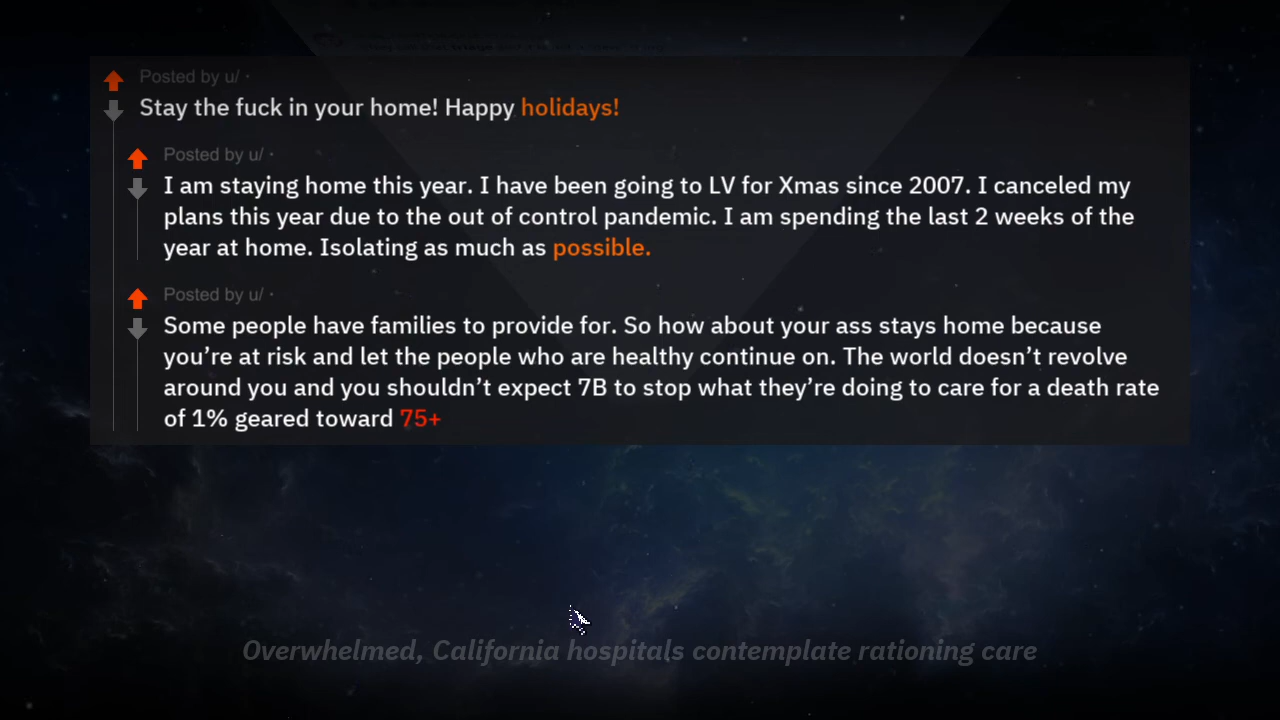 Posted by u/ ·
Stay the fuck in your home! Happy holidays!
Posted by u/ ·
I am staying home this year. I have been going to LV for Xmas since 2007. I canceled my
plans this year due to the out of control pandemic. I am spending the last 2 weeks of the
year at home. Isolating as much as possible.
Posted by u/ ·
Some people have families to provide for. So how about your ass stays home because
you’re at risk and let the people who are healthy continue on. The world doesn’t revolve
around you and you shouldn’t expect 7B to stop what they’re doing to care for a death rate
of 1% geared toward 75+
Overwhelmed, California hospitals contemplate rationing care